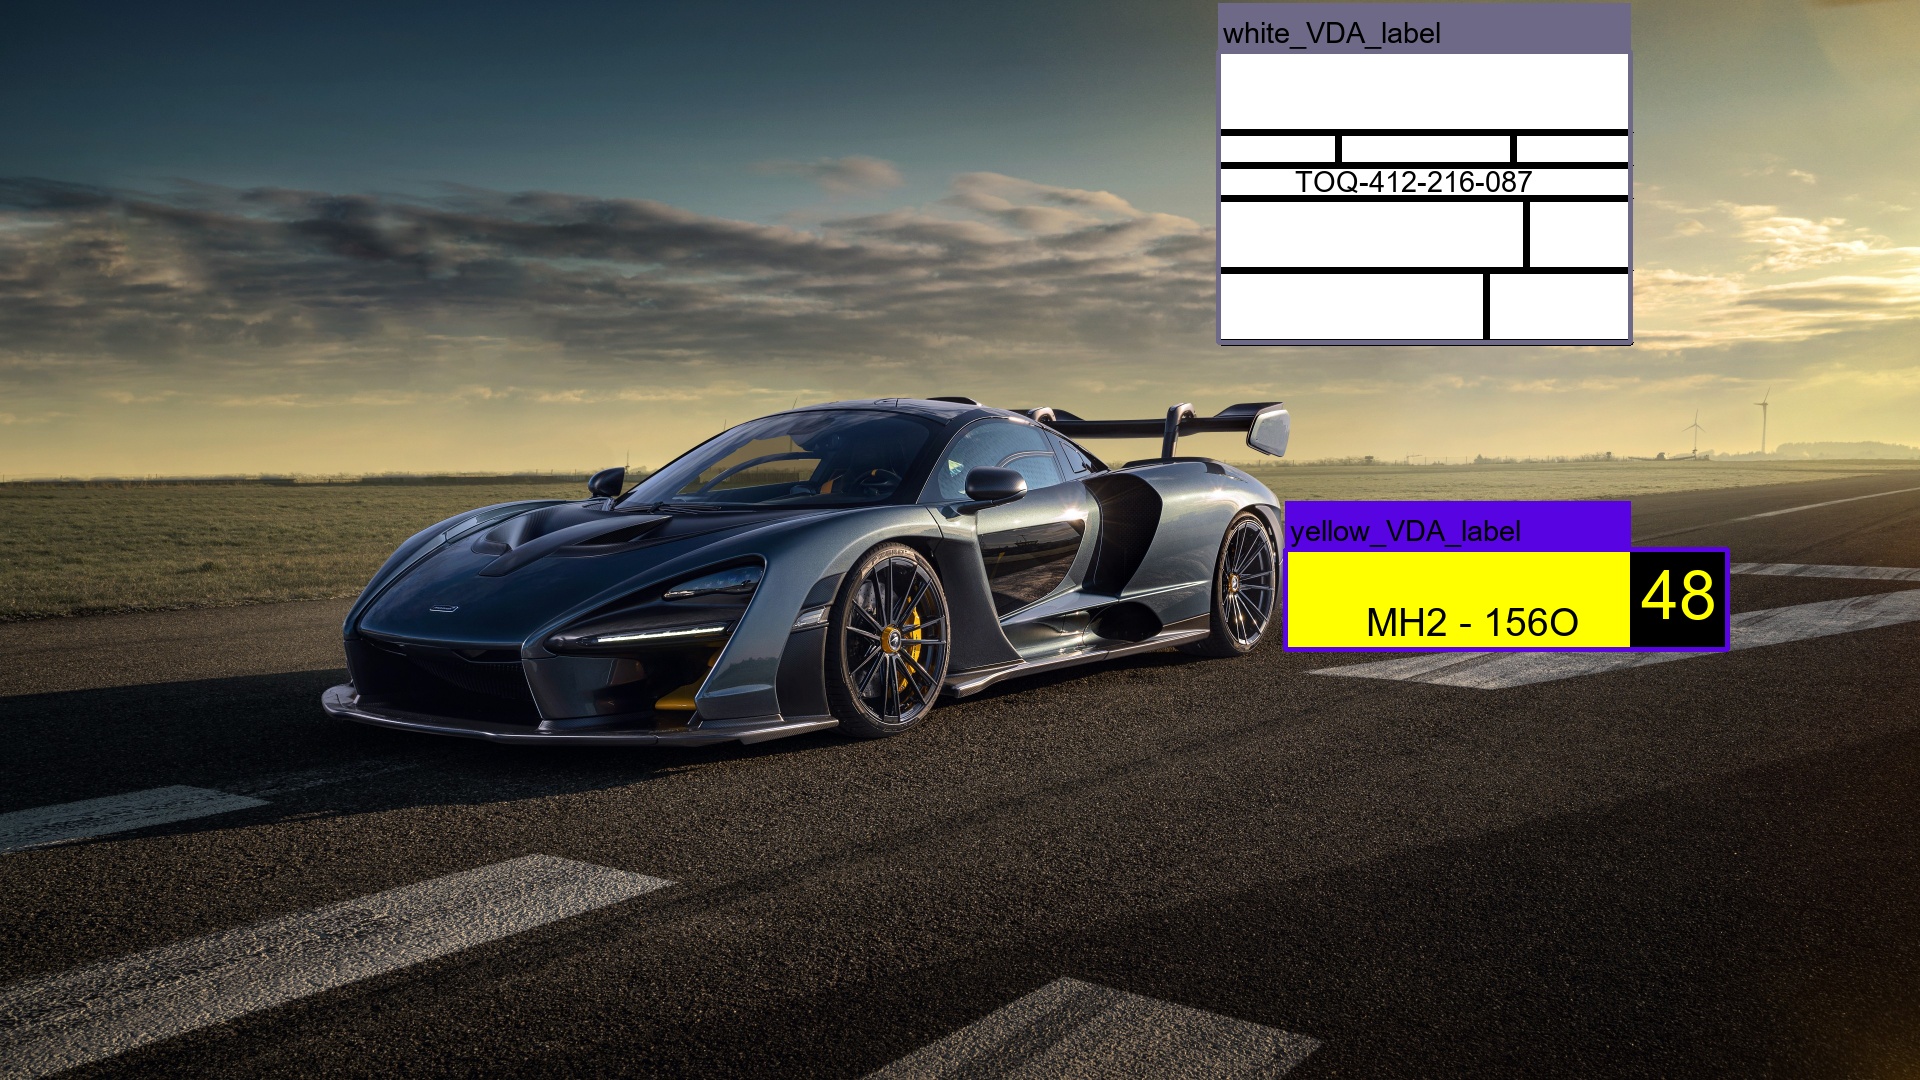 white_VDA_label
TOQ-412-216-087
yellow_VDA_label
MH2 - 156O
48